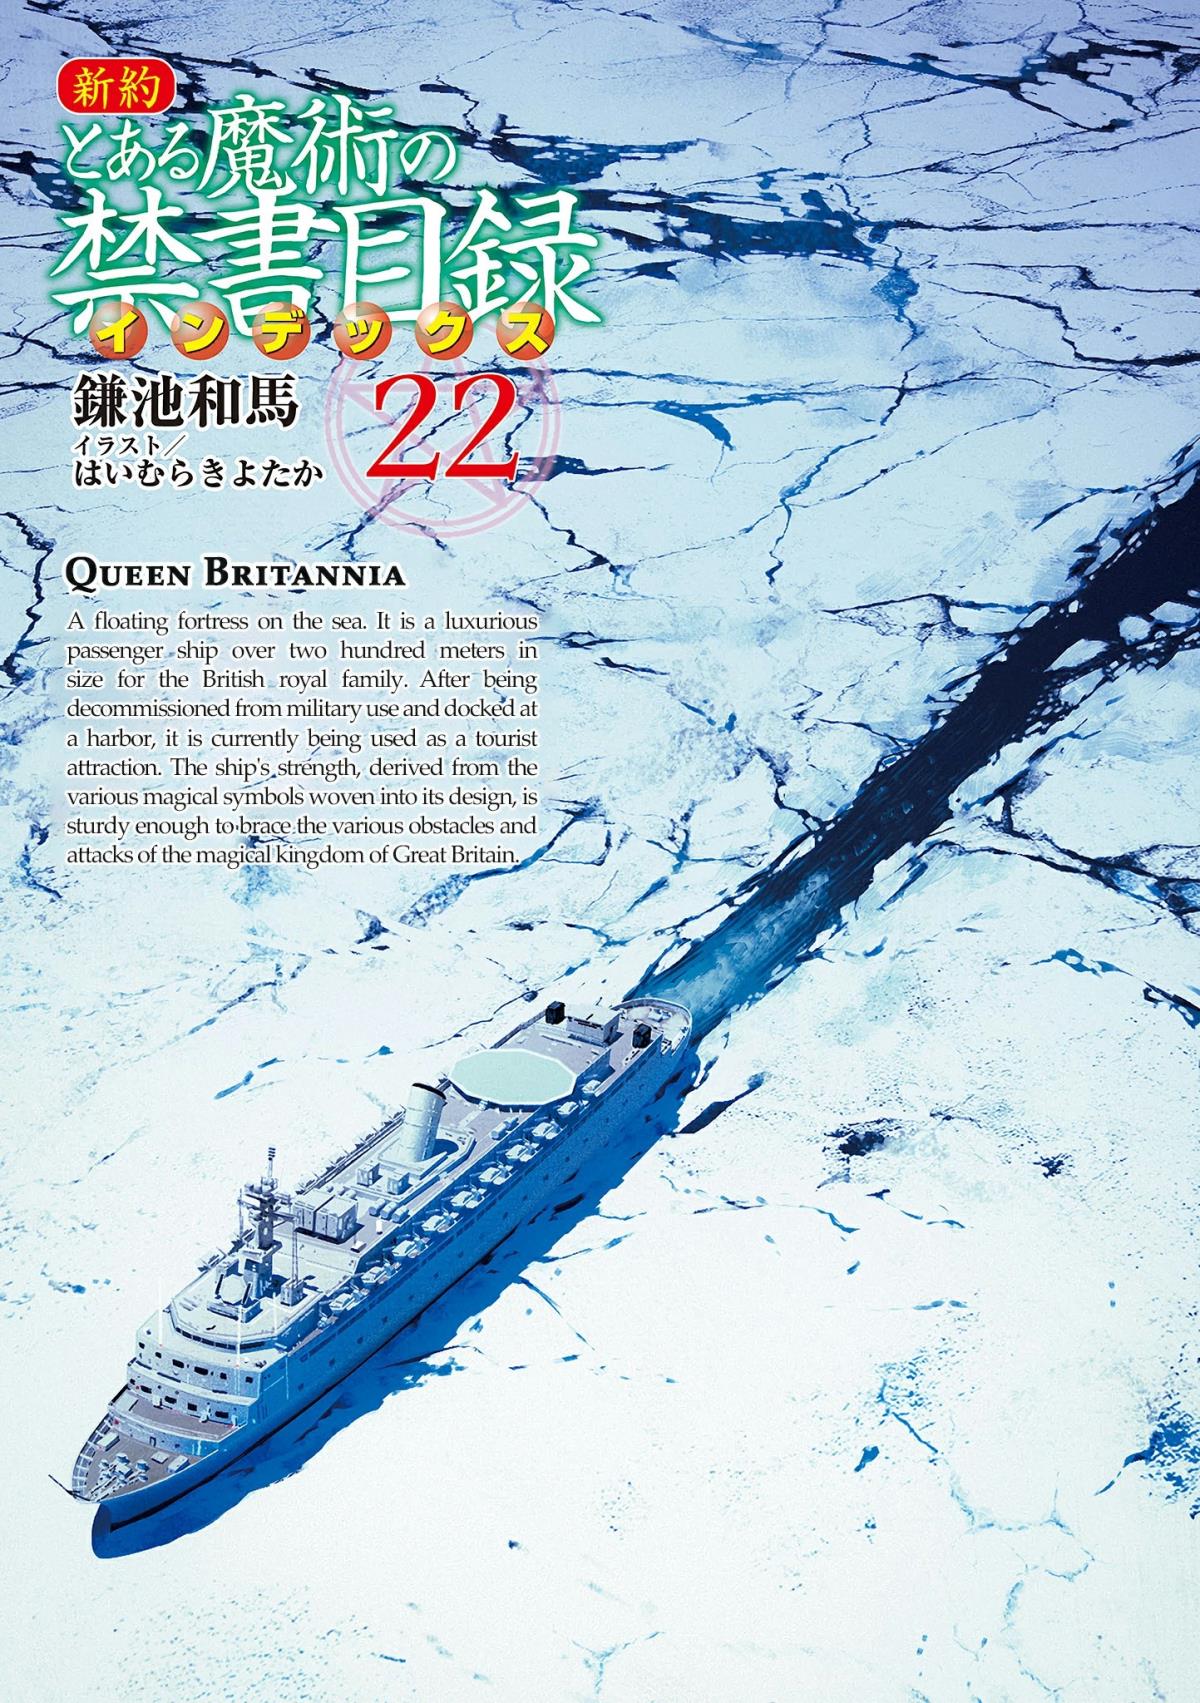 新約
とある魔術の
禁書目録
インデックス
鎌池和馬
イラスト／
はいむらきよたか
22
QUEEN BRITANNIA
A floating fortress on the sea. It is a luxurious
passenger ship over two hundred meters in
size for the British royal family. After being
decommissioned from military use and docked at
a harbor, it is currently being used as a tourist
attraction. The ship's strength, derived from the
various magical symbols woven into its design, is
sturdy enough to brace the various obstacles and
attacks of the magical kingdom of Great Britain.